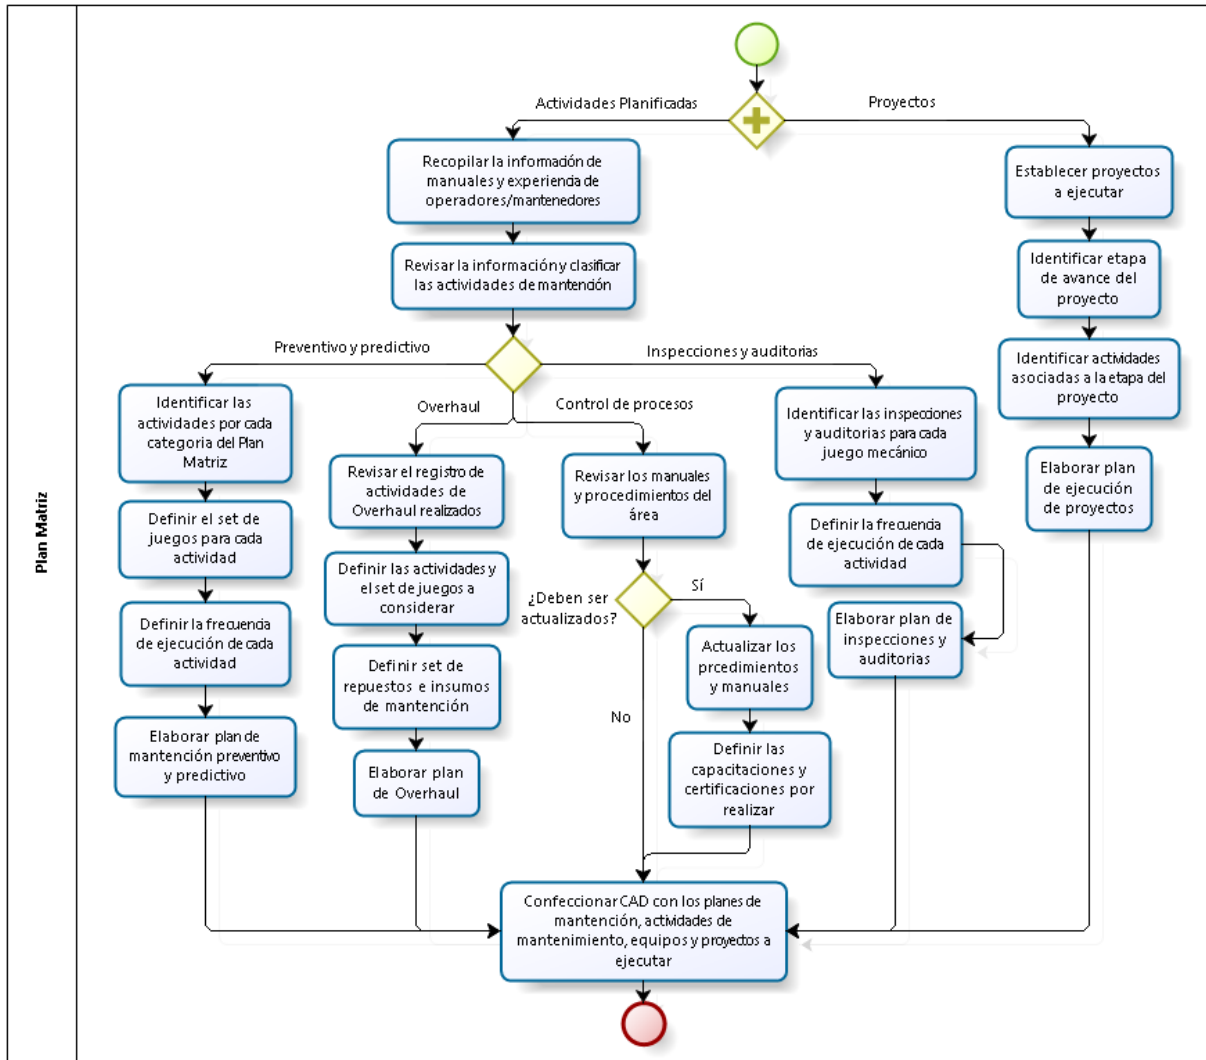 Plan Matriz
Actividades Planificadas
Proyectos
Recopilar la información de
manuales y experiencia de
operadores/mantenedores
Establecer proyectos
a ejecutar
Revisar la información y clasificar
las actividades de mantención
Identificar etapa
de avance del
proyecto
Preventivo y predictivo
Inspecciones y auditorias
Identificar actividades
asociadas a la etapa del
proyecto
Overhaul
Control de procesos
Identificar las
actividades por cada
categoria del Plan
Matriz
Identificar las inspecciones
y auditorias para cada
juego mecánico
Revisar el registro de
actividades de
Overhaul realizados
Revisar los manuales
y procedimientos del
área
Elaborar plan
de ejecución
de proyectos
Definir el set de
juegos para cada
actividad
Definir la frecuencia
de ejecución de cada
actividad
Definir las actividades y
el set de juegos a
considerar
¿Deben ser
actualizados?
Sí
No
Definir la frecuencia
de ejecución de cada
actividad
Definir set de
repuestos e insumos
de mantención
Actualizar los
prcedimientos
y manuales
Elaborar plan de
inspecciones y
auditorias
Elaborar plan de
mantención preventivo
y predictivo
Elaborar plan
de Overhaul
Definir las
capacitaciones y
certificaciones por
realizar
Confeccionar CAD con los planes de
mantención, actividades de
mantenimiento, equipos y proyectos a
ejecutar